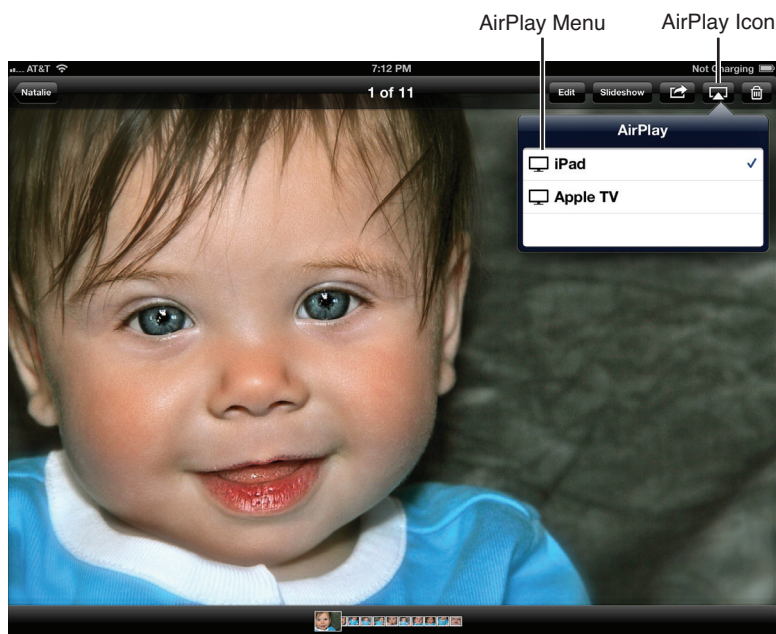 AirPlay Menu AirPlay Icon
... AT&T 7:12 PM Not Charging
Natalie 1 of 11 Edit Slideshow
AirPlay
iPad
Apple TV